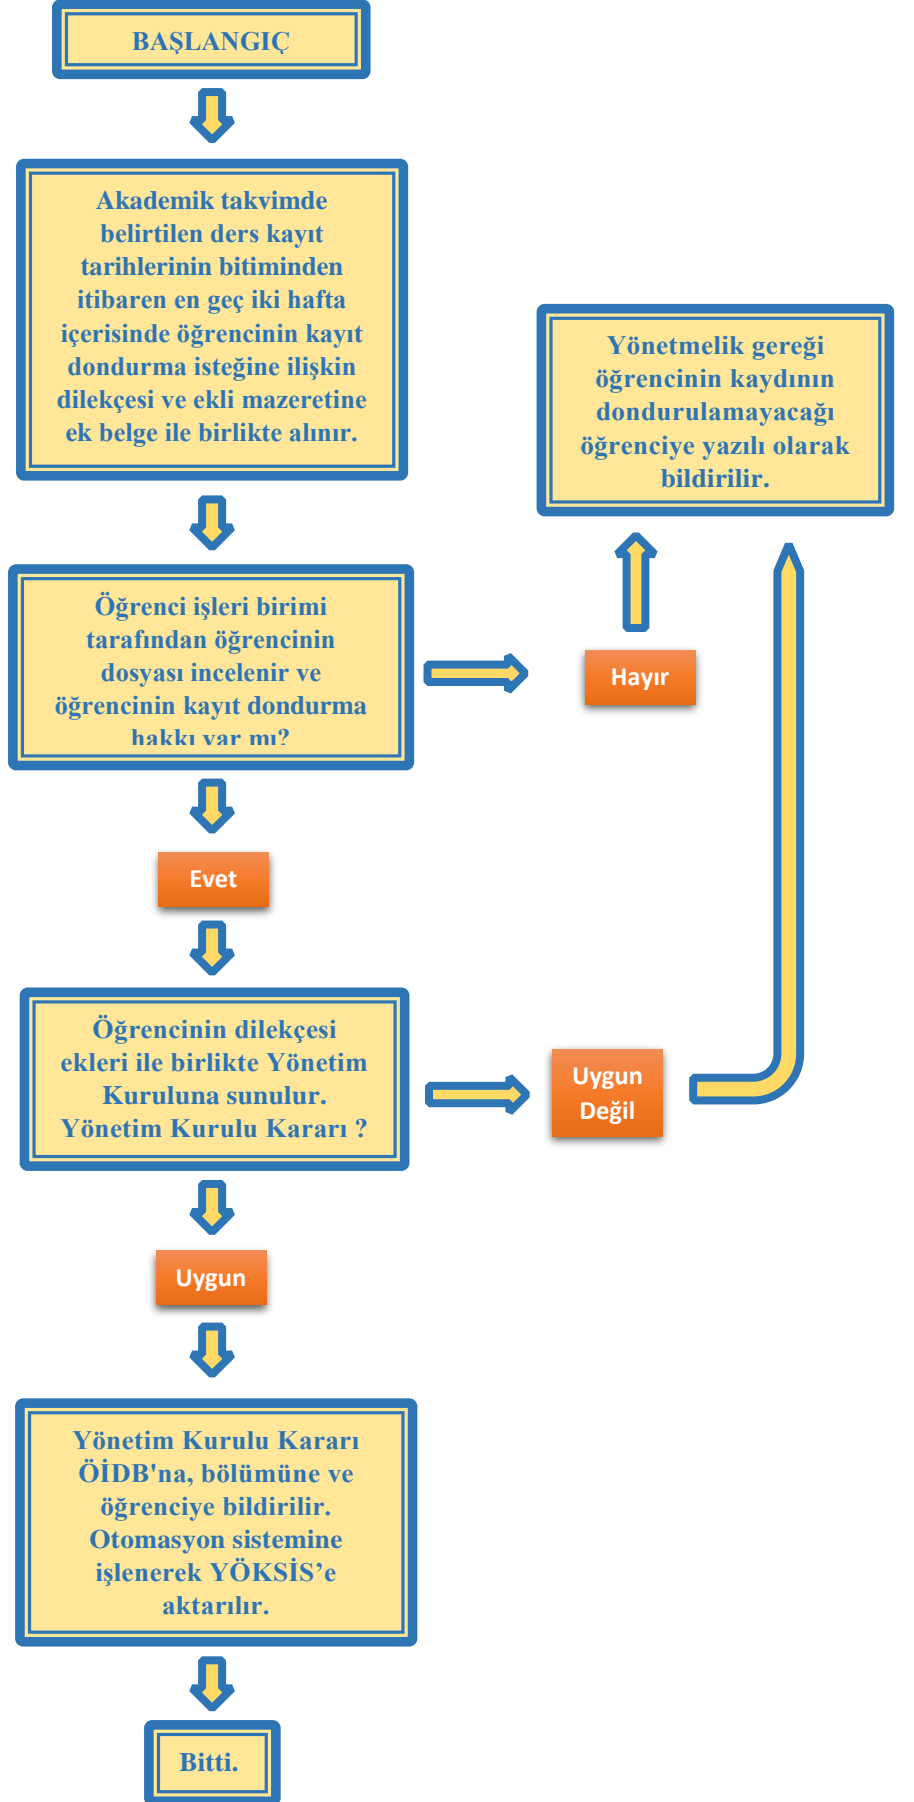 BAŞLANGIÇ
Akademik takvimde
belirtilen ders kayıt
tarihlerinin bitiminden
itibaren en geç iki hafta
içerisinde öğrencinin kayıt
dondurma isteğine ilişkin
dilekçesi ve ekli mazeretine
ek belge ile birlikte alınır.
Yönetmelik gereği
öğrencinin kaydının
dondurulamayacağı
öğrenciye yazılı olarak
bildirilir.
Öğrenci işleri birimi
tarafından öğrencinin
dosyası incelenir ve
öğrencinin kayıt dondurma
hakkı var mı?
Hayır
Evet
Öğrencinin dilekçesi
ekleri ile birlikte Yönetim
Kuruluna sunulur.
Yönetim Kurulu Kararı ?
Uygun
Değil
Uygun
Yönetim Kurulu Kararı
ÖİDB'na, bölümüne ve
öğrenciye bildirilir.
Otomasyon sistemine
işlenerek YÖKSİS’e
aktarılır.
Bitti.